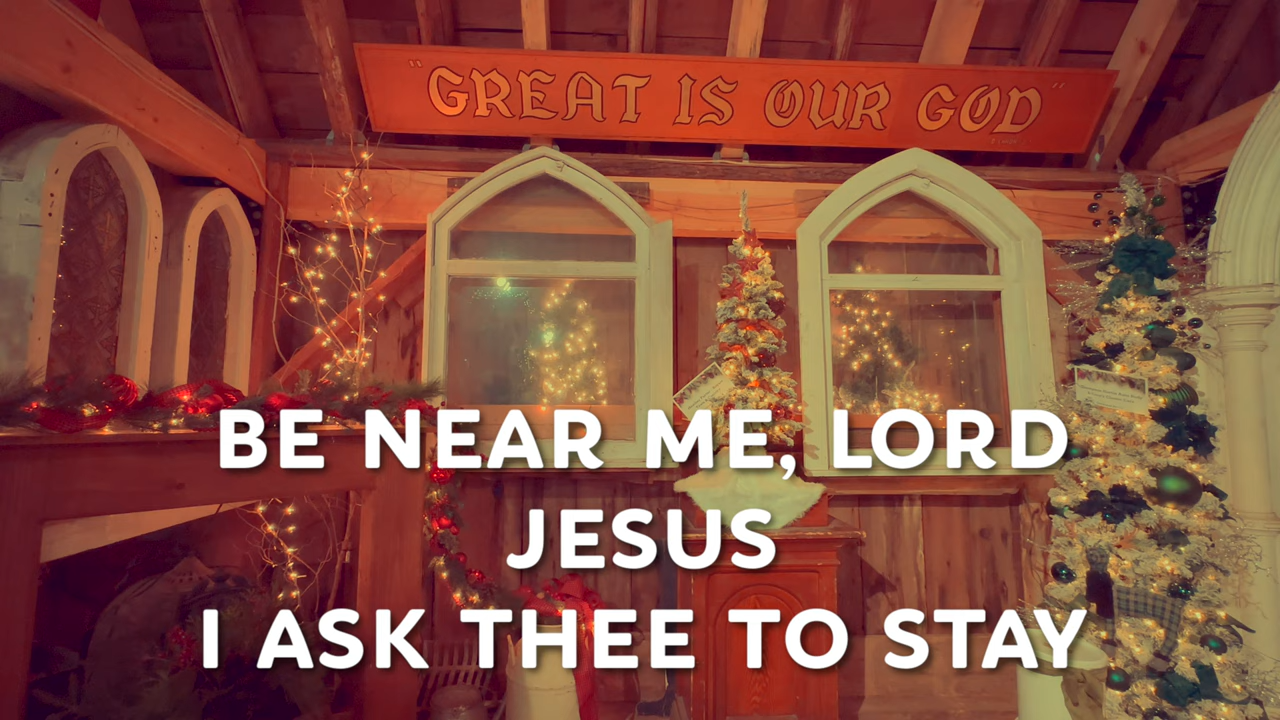 "GREAT IS OUR GOD"
BE NEAR ME, LORD
JESUS
I ASK THEE TO STAY